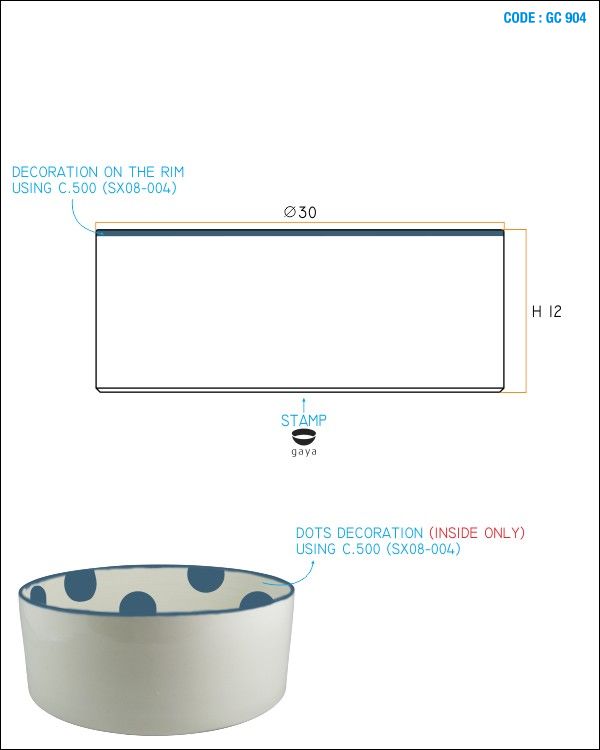 CODE : GC 904
DECORATION ON THE RIM
USING C.500 (SX08-004)
∅30
H 12
STAMP
gaya
DOTS DECORATION (INSIDE ONLY)
USING C.500 (SX08-004)